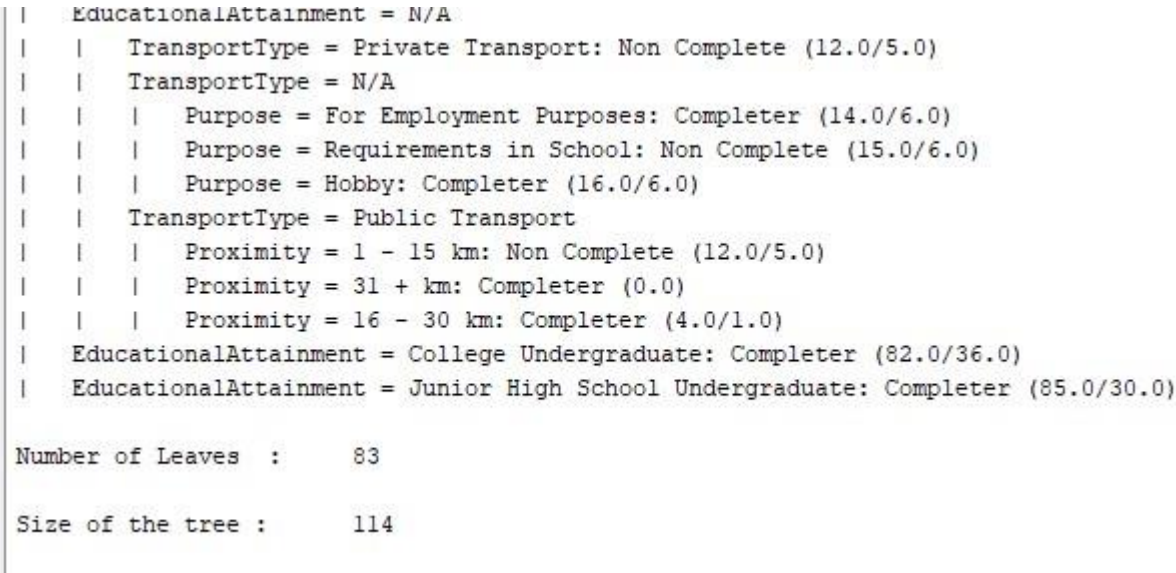 |    EducationalAttainment = N/A
|    |    TransportType = Private Transport: Non Complete (12.0/5.0)
|    |    TransportType = N/A
|    |    |    Purpose = For Employment Purposes: Completer (14.0/6.0)
|    |    |    Purpose = Requirements in School: Non Complete (15.0/6.0)
|    |    |    Purpose = Hobby: Completer (16.0/6.0)
|    |    TransportType = Public Transport
|    |    |    Proximity = 1 - 15 km: Non Complete (12.0/5.0)
|    |    |    Proximity = 31 + km: Completer (0.0)
|    |    |    Proximity = 16 - 30 km: Completer (4.0/1.0)
|    EducationalAttainment = College Undergraduate: Completer (82.0/36.0)
|    EducationalAttainment = Junior High School Undergraduate: Completer (85.0/30.0)
Number of Leaves  :     83
Size of the tree :     114